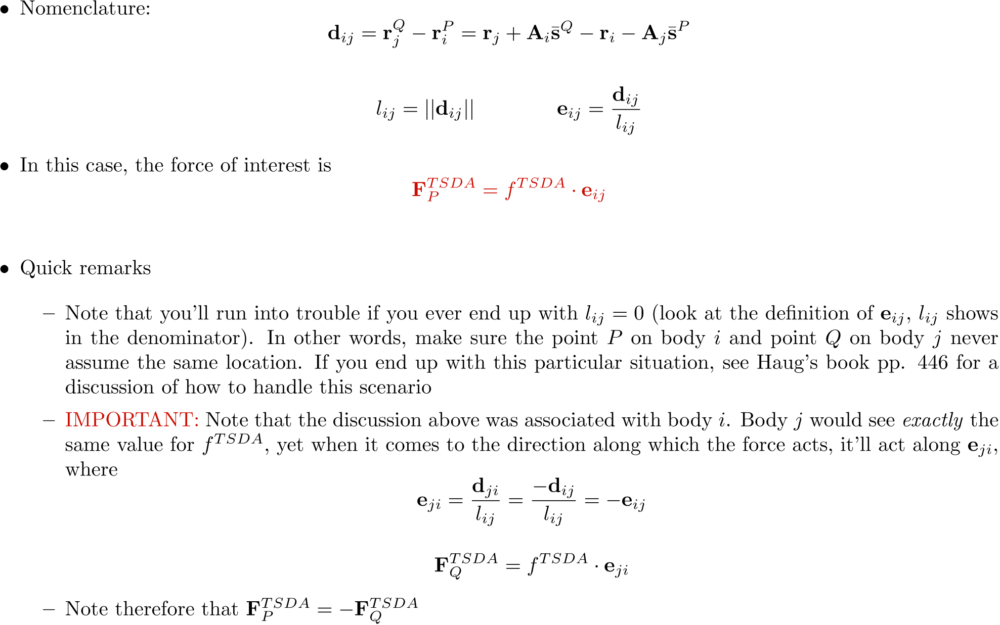 • Nomenclature:
$\mathbf{d}_{ij} = \mathbf{r}_j^Q - \mathbf{r}_i^P = \mathbf{r}_j + \mathbf{A}_i\bar{\mathbf{s}}^Q - \mathbf{r}_i - \mathbf{A}_j\bar{\mathbf{s}}^P$
$l_{ij} = ||\mathbf{d}_{ij}|| \qquad \mathbf{e}_{ij} = \frac{\mathbf{d}_{ij}}{l_{ij}}$
• In this case, the force of interest is
$\mathbf{F}_P^{TSDA} = f^{TSDA} \cdot \mathbf{e}_{ij}$
• Quick remarks
– Note that you'll run into trouble if you ever end up with $l_{ij} = 0$ (look at the definition of $\mathbf{e}_{ij}$, $l_{ij}$ shows
in the denominator). In other words, make sure the point $P$ on body $i$ and point $Q$ on body $j$ never
assume the same location. If you end up with this particular situation, see Haug's book pp. 446 for a
discussion of how to handle this scenario
– IMPORTANT: Note that the discussion above was associated with body $i$. Body $j$ would see exactly the
same value for $f^{TSDA}$, yet when it comes to the direction along which the force acts, it'll act along $\mathbf{e}_{ji}$,
where
$\mathbf{e}_{ji} = \frac{\mathbf{d}_{ji}}{l_{ij}} = \frac{-\mathbf{d}_{ij}}{l_{ij}} = -\mathbf{e}_{ij}$
$\mathbf{F}_Q^{TSDA} = f^{TSDA} \cdot \mathbf{e}_{ji}$
– Note therefore that $\mathbf{F}_P^{TSDA} = -\mathbf{F}_Q^{TSDA}$